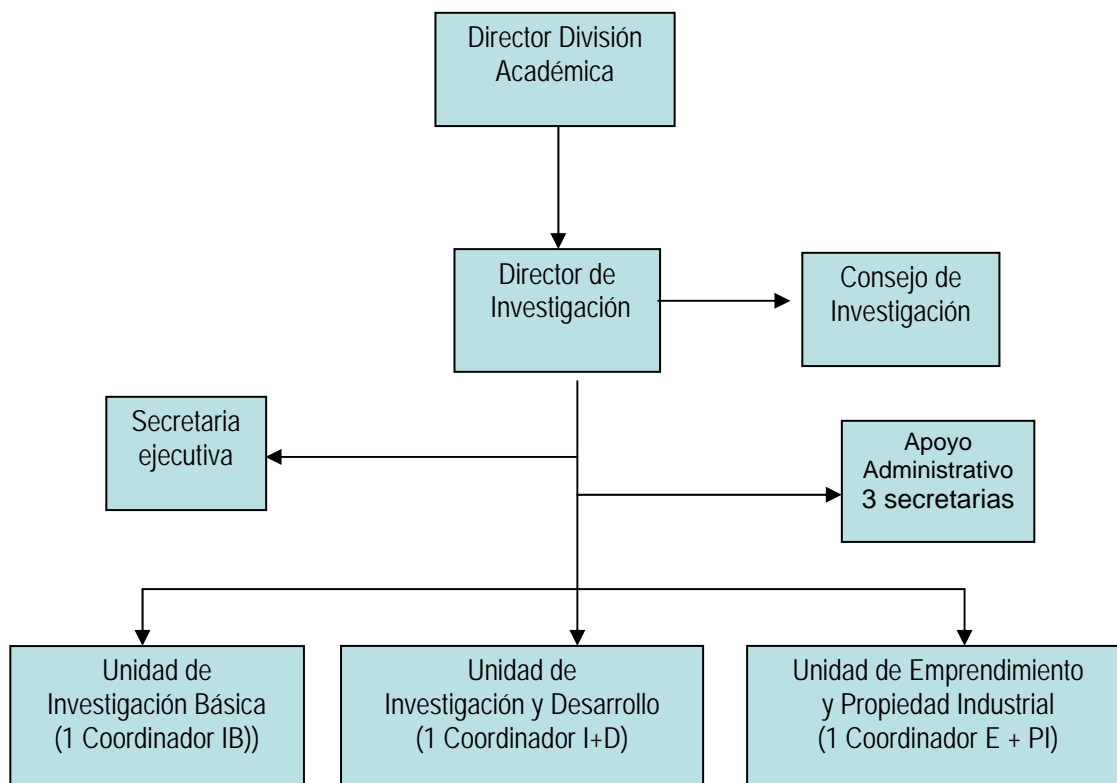 Director División
Académica
Director de
Investigación
Consejo de
Investigación
Secretaria
ejecutiva
Apoyo
Administrativo
3 secretarias
Unidad de
Investigación Básica
(1 Coordinador IB))
Unidad de
Investigación y Desarrollo
(1 Coordinador I+D)
Unidad de Emprendimiento
y Propiedad Industrial
(1 Coordinador E + PI)